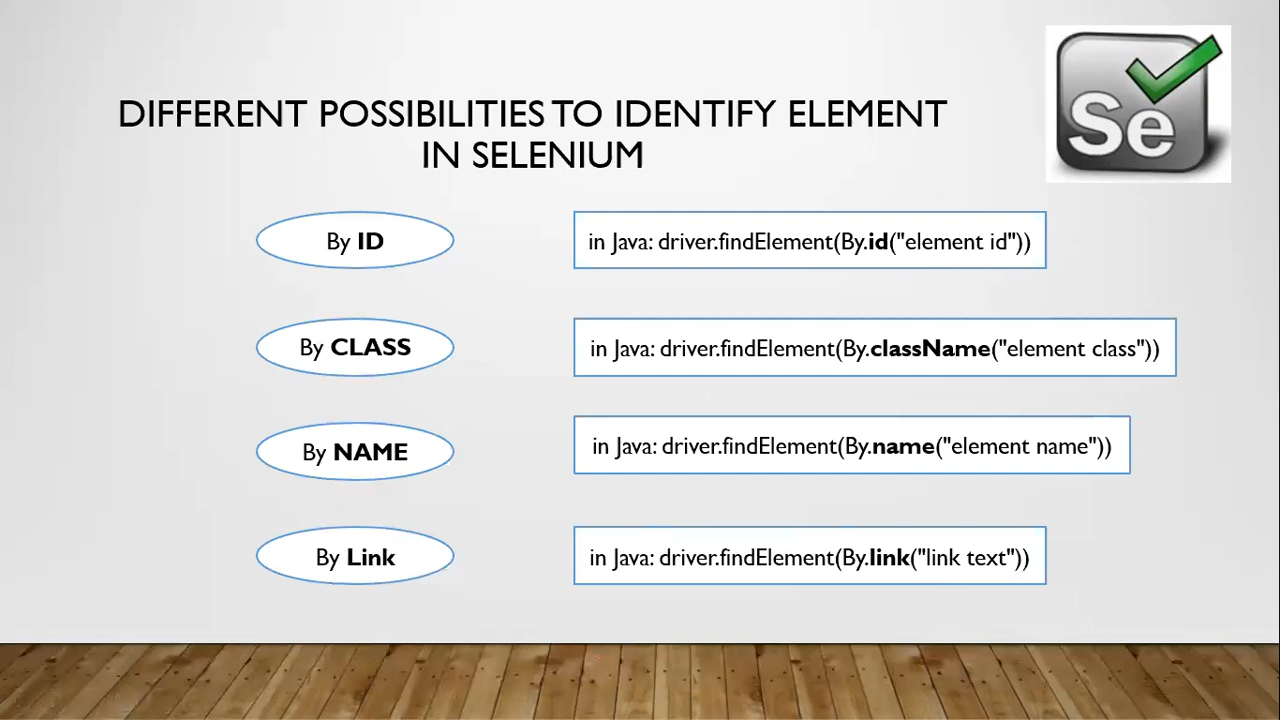 DIFFERENT POSSIBILITIES TO IDENTIFY ELEMENT
IN SELENIUM
Se
By ID
in Java: driver.findElement(By.id("element id"))
By CLASS
in Java: driver.findElement(By.className("element class"))
By NAME
in Java: driver.findElement(By.name("element name"))
By Link
in Java: driver.findElement(By.link("link text"))